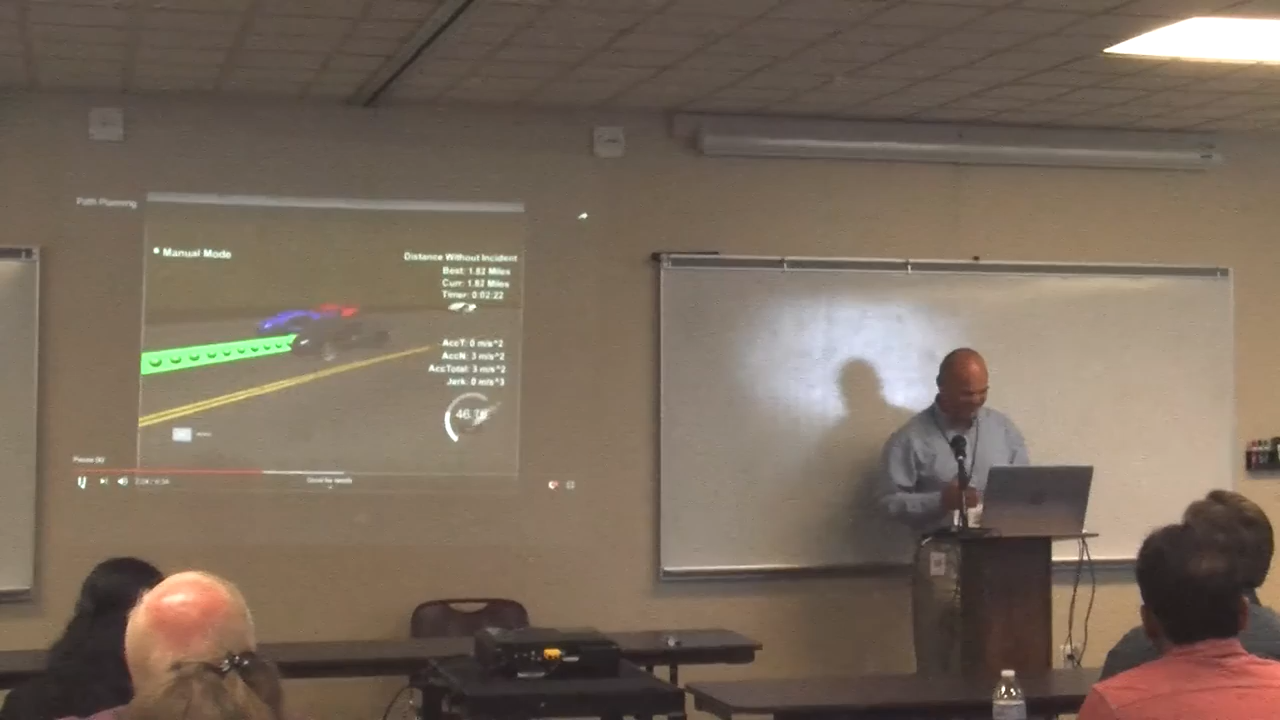 Path Planning
Manual Mode
Distance Without Incident
Best: 1.82 Miles
Curr: 1.82 Miles
Timer: 0:02:22
AccT: 0 m/s^2
AccN: 3 m/s^2
AccTotal: 3 m/s^2
Jerk: 0 m/s^3
Pause (k)